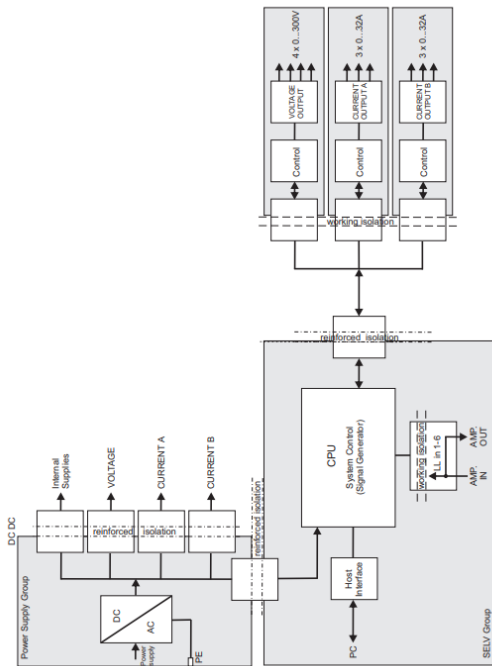 4 x 0...300V
3 x 0...32A
3 x 0...32A
VOLTAGE
OUTPUT
CURRENT
OUTPUT A
CURRENT
OUTPUT B
Control
Control
Control
working isolation
reinforced isolation
CPU
System Control
(Signal Generator)
working isolation
LL in 1-6
AMP.
IN
AMP.
OUT
Host
Interface
PC
SELV Group
reinforced isolation
Internal
Supplies
VOLTAGE
CURRENT A
CURRENT B
DC DC
reinforced isolation
Power Supply Group
DC
AC
Power
supply
PE